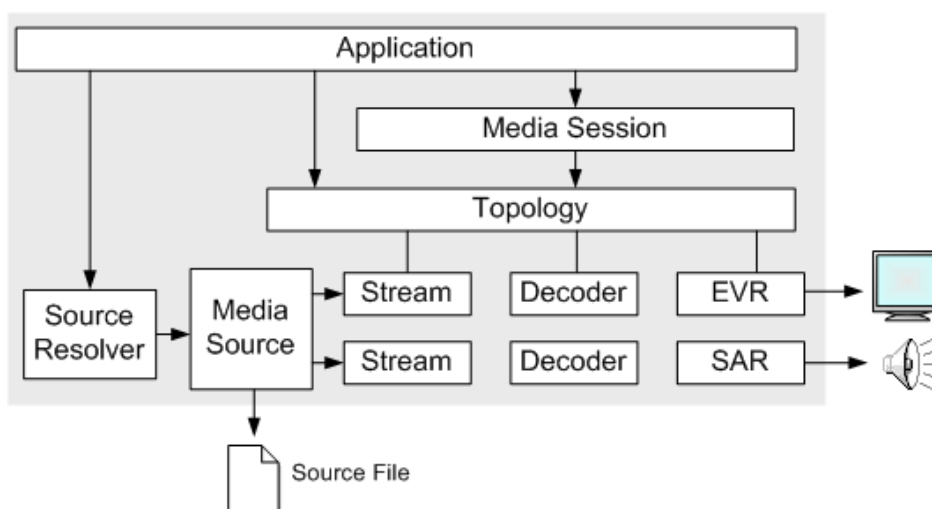 Application
Media Session
Topology
Source
Resolver
Media
Source
Stream
Decoder
EVR
Stream
Decoder
SAR
Source File